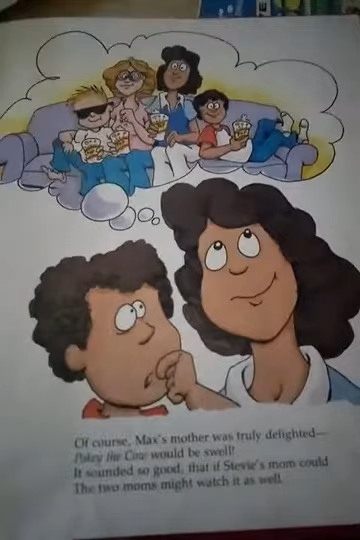 Of course, Max's mother was truly delighted—
Pokey the Cow would be swell!
It sounded so good, that if Stevie's mom could
The two moms might watch it as well.